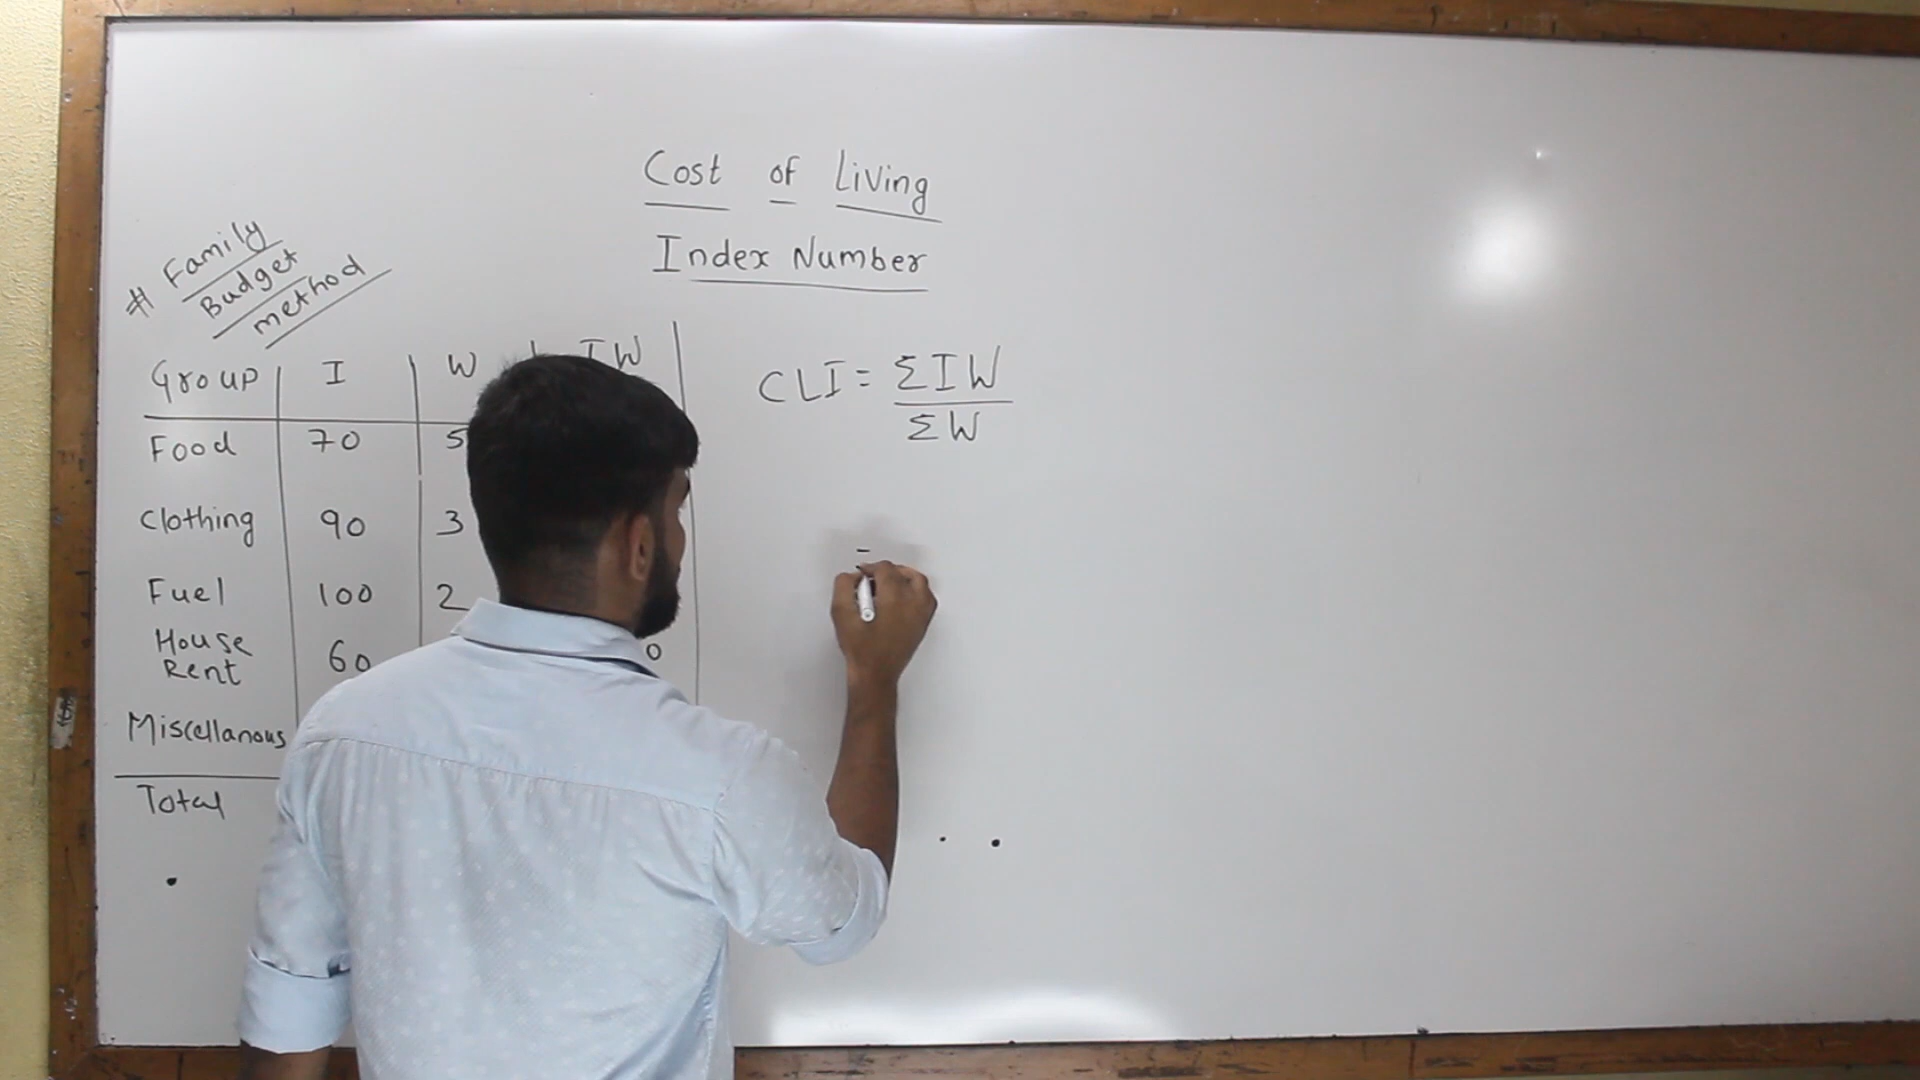 Cost of Living
Index Number
# Family
Budget
method
Group I W IW
Food 70 5
Clothing 90 3
Fuel 100 2
House
Rent 60
Miscellanous
Total
CLI = ΣIW
ΣW
=